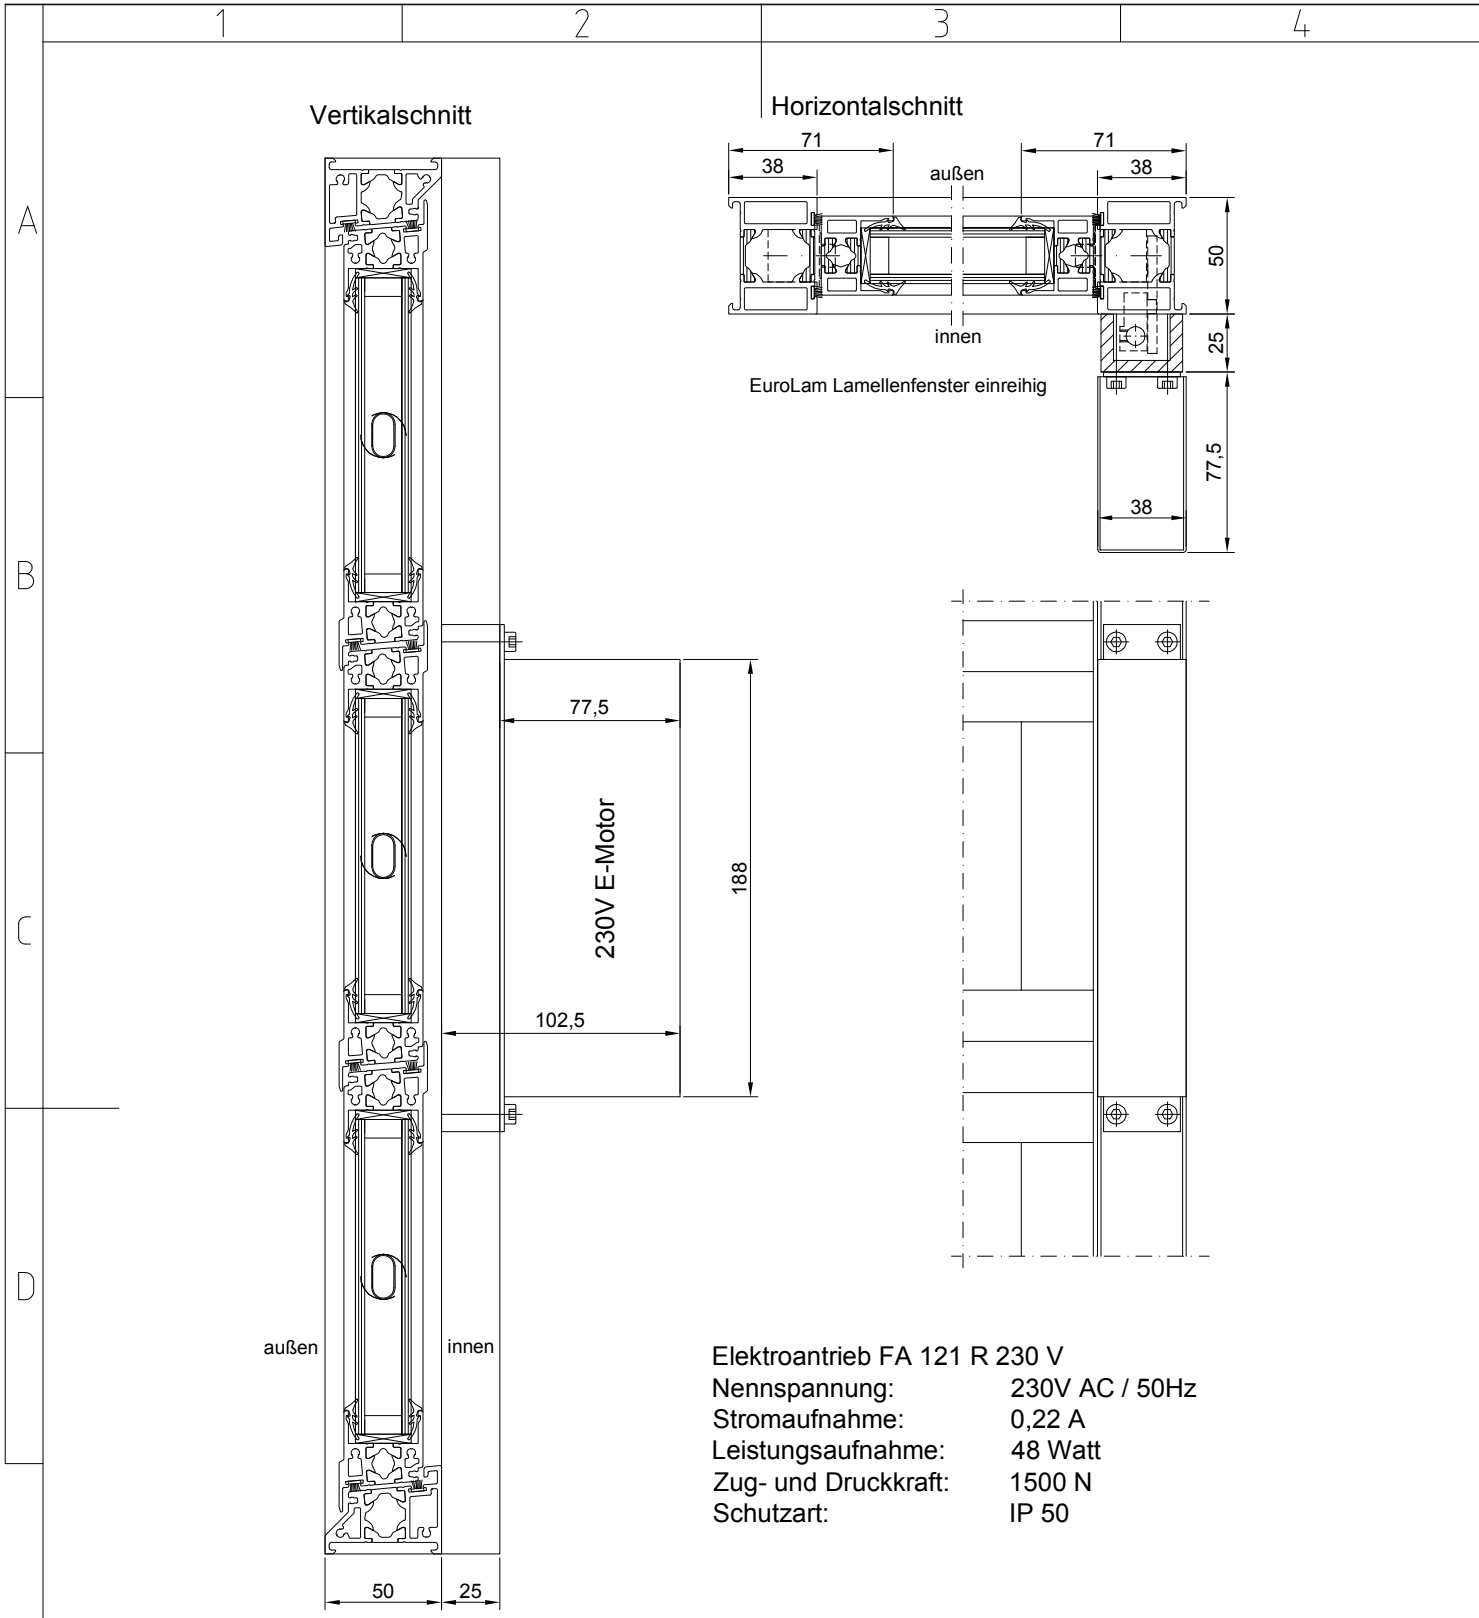 1 2 3 4
A
B
C
D
Vertikalschnitt
Horizontalschnitt
71 71
38 38
außen
50
innen
25
EuroLam Lamellenfenster einreihig
77,5
38
77,5
230V E-Motor
188
102,5
außen innen
50 25
Elektroantrieb FA 121 R 230 V
Nennspannung: 230V AC / 50Hz
Stromaufnahme: 0,22 A
Leistungsaufnahme: 48 Watt
Zug- und Druckkraft: 1500 N
Schutzart: IP 50